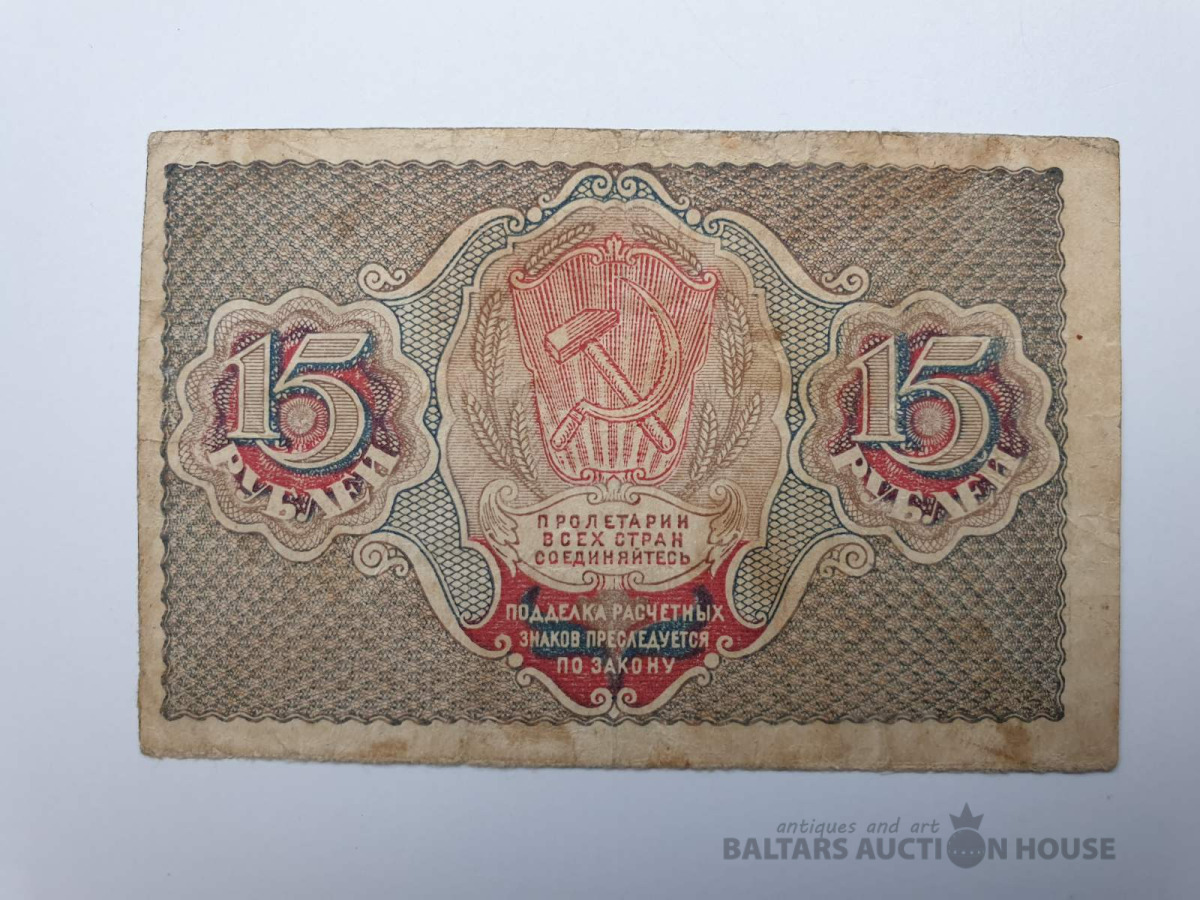 15
РУБЛЕЙ
15
РУБЛЕЙ
ПРОЛЕТАРИИ
ВСЕХ СТРАН
СОЕДИНЯЙТЕСЬ
ПОДДЕЛКА РАСЧЕТНЫХ
ЗНАКОВ ПРЕСЛЕДУЕТСЯ
ПО ЗАКОНУ
antiques and art
BALTARS AUCTION HOUSE